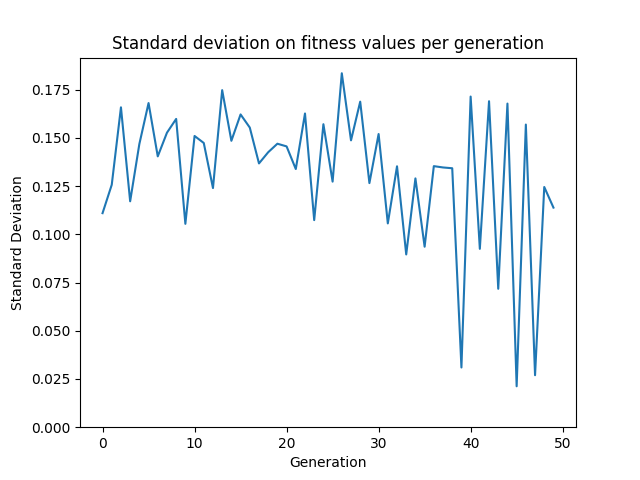 Standard deviation on fitness values per generation
0.175
0.150
0.125
0.100
0.075
0.050
0.025
0.000
Standard Deviation
0 10 20 30 40 50
Generation